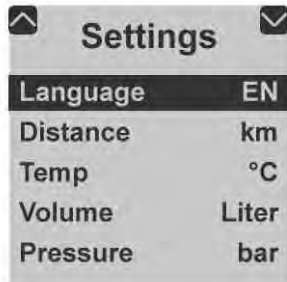 Settings
Language EN
Distance km
Temp °C
Volume Liter
Pressure bar